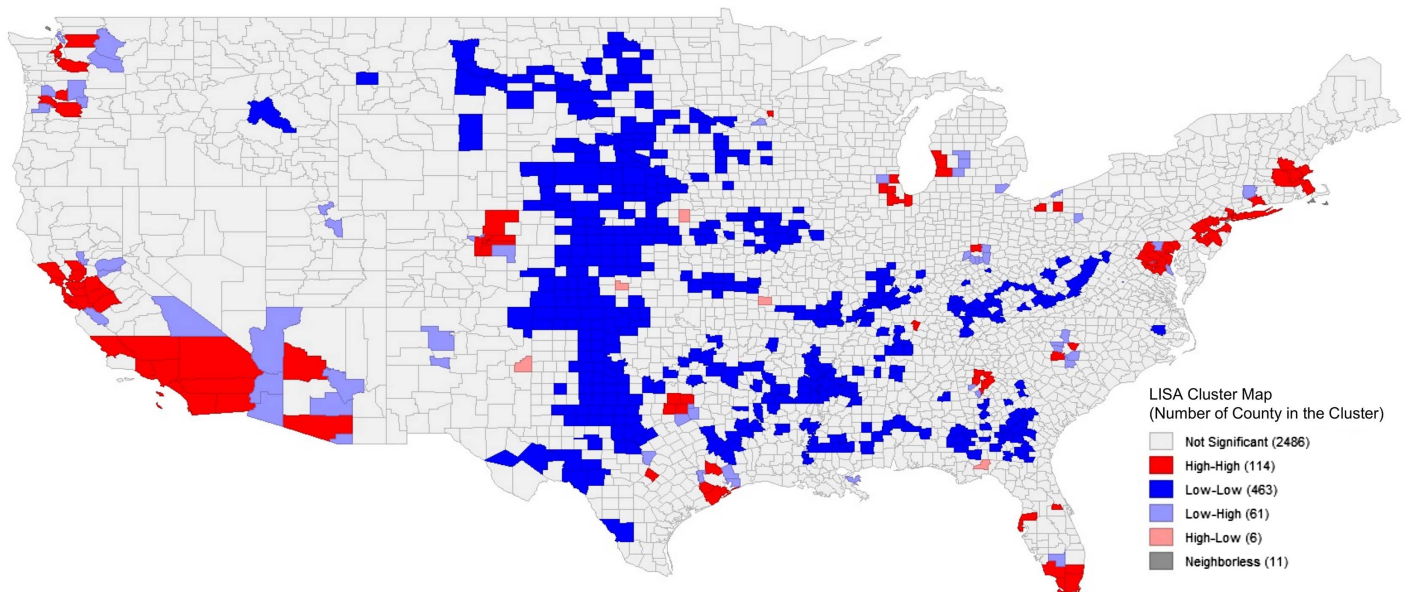 LISA Cluster Map
(Number of County in the Cluster)
Not Significant (2486)
High-High (114)
Low-Low (463)
Low-High (61)
High-Low (6)
Neighborless (11)